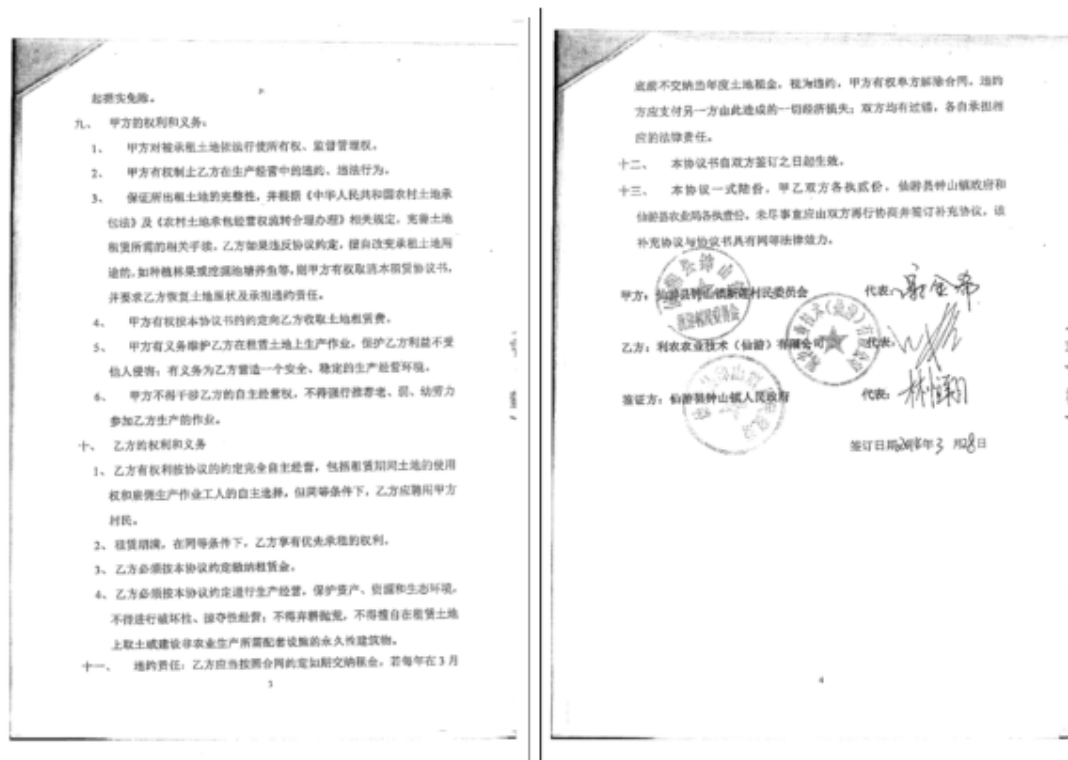 起据实免除。
九、 甲方的权利和义务。
1、 甲方对被承租土地依法行使所有权、监督管理权。
2、 甲方有权制止乙方在生产经营中的违约、违法行为。
3、 保证所出租土地的完整性，并根据《中华人民共和国农村土地承
包法》及《农村土地承包经营权流转合理办理》相关规定，完善土地
租赁所需的相关手续。乙方如果违反协议约定，擅自改变承租土地用
途的，如种植林果或挖掘池塘养鱼等，则甲方有权取消本租赁协议书，
并要求乙方恢复土地原状及承担违约责任。
4、 甲方有权按本协议书的约定向乙方收取土地租赁费。
5、 甲方有义务维护乙方在租赁土地上生产作业，保护乙方利益不受
他人侵害；有义务为乙方营造一个安全、稳定的生产经营环境。
6、 甲方不得干涉乙方的自主经营权，不得强行推荐老、弱、幼劳力
参加乙方生产的作业。
十、 乙方的权利和义务
1、乙方有权利按协议的约定完全自主经营，包括租赁期间土地的使用
权和雇佣生产作业工人的自主选择，但同等条件下，乙方应聘用甲方
村民。
2、租赁期满，在同等条件下，乙方享有优先承租的权利。
3、乙方必须按本协议约定缴纳租赁金。
4、乙方必须按本协议约定进行生产经营，保护资产、资源和生态环境，
不得进行破坏性、掠夺性经营；不得弃耕抛荒，不得擅自在租赁土地
上取土或建设非农业生产所需配套设施的永久性建筑物。
十一、 违约责任：乙方应当按照合同约定如期交纳租金，若每年在3月
3
底前不交纳当年度土地租金，视为违约，甲方有权单方解除合同。违约
方应支付另一方由此造成的一切经济损失；双方均有过错，各自承担相
应的法律责任。
十二、 本协议书自双方签订之日起生效。
十三、 本协议一式陆份，甲乙双方各执贰份，仙游县钟山镇政府和
仙游县农业局各执壹份，未尽事宜应由双方再行协商并签订补充协议，该
补充协议与协议书具有同等法律效力。
甲方：仙游县钟山镇 村民委员会 代表：
乙方：利农农业技术（仙游）有限公司 代表：
鉴证方：仙游县钟山镇人民政府 代表：林恒翔
签订日期 年3月28日
4